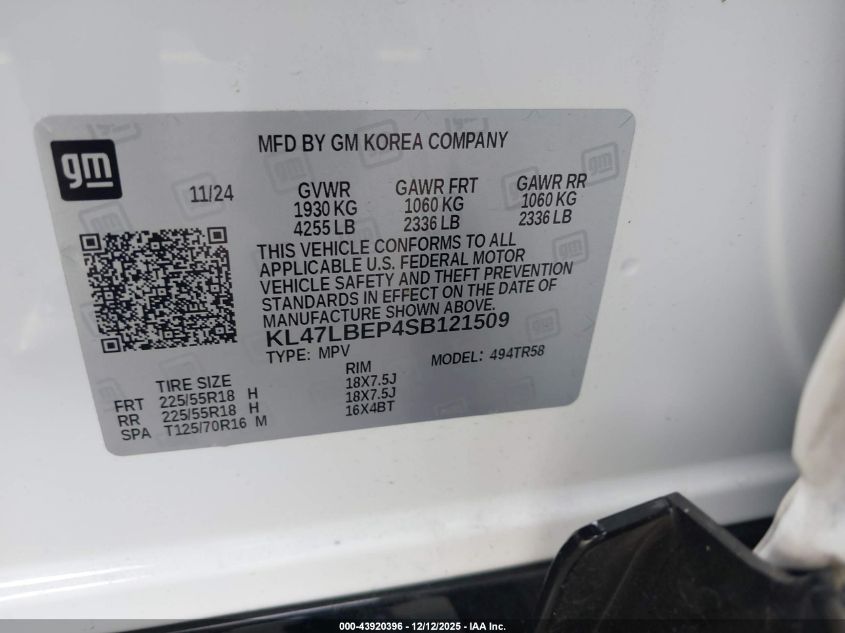 gm
MFD BY GM KOREA COMPANY
11/24
GVWR GAWR FRT GAWR RR
1930 KG 1060 KG 1060 KG
4255 LB 2336 LB 2336 LB
THIS VEHICLE CONFORMS TO ALL
APPLICABLE U.S. FEDERAL MOTOR
VEHICLE SAFETY AND THEFT PREVENTION
STANDARDS IN EFFECT ON THE DATE OF
MANUFACTURE SHOWN ABOVE.
KL47LBEP4SB121509
TYPE: MPV MODEL: 494TR58
TIRE SIZE RIM
FRT 225/55R18 H 18X7.5J
RR 225/55R18 H 18X7.5J
SPA T125/70R16 M 16X4BT
000-43920396 - 12/12/2025 - IAA Inc.